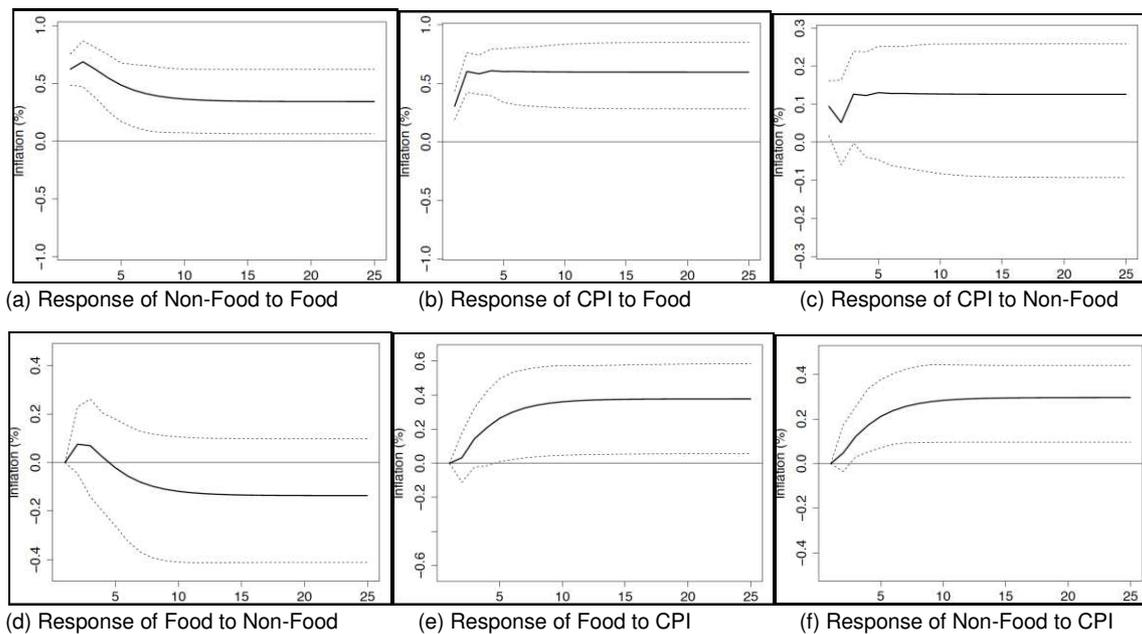 1.0
0.5
0.0
-0.5
-1.0
Inflation (%)
5 10 15 20 25
(a) Response of Non-Food to Food
1.0
0.5
0.0
-0.5
-1.0
Inflation (%)
5 10 15 20 25
(b) Response of CPI to Food
0.3
0.2
0.1
0.0
-0.1
-0.2
-0.3
Inflation (%)
5 10 15 20 25
(c) Response of CPI to Non-Food
0.4
0.2
0.0
-0.2
-0.4
Inflation (%)
5 10 15 20 25
(d) Response of Food to Non-Food
0.6
0.4
0.2
0.0
-0.2
-0.6
Inflation (%)
5 10 15 20 25
(e) Response of Food to CPI
0.4
0.2
0.0
-0.2
-0.4
Inflation (%)
5 10 15 20 25
(f) Response of Non-Food to CPI